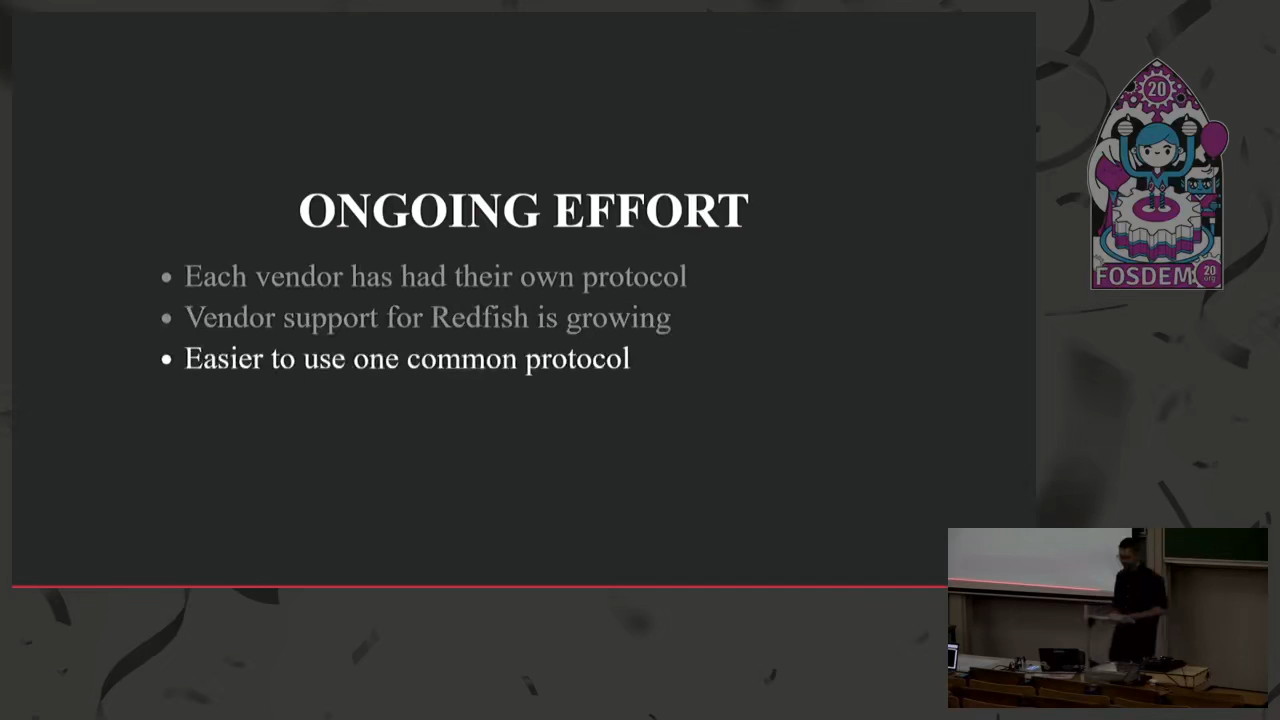 ONGOING EFFORT
Each vendor has had their own protocol
Vendor support for Redfish is growing
Easier to use one common protocol
20
FOSDEM
20
org